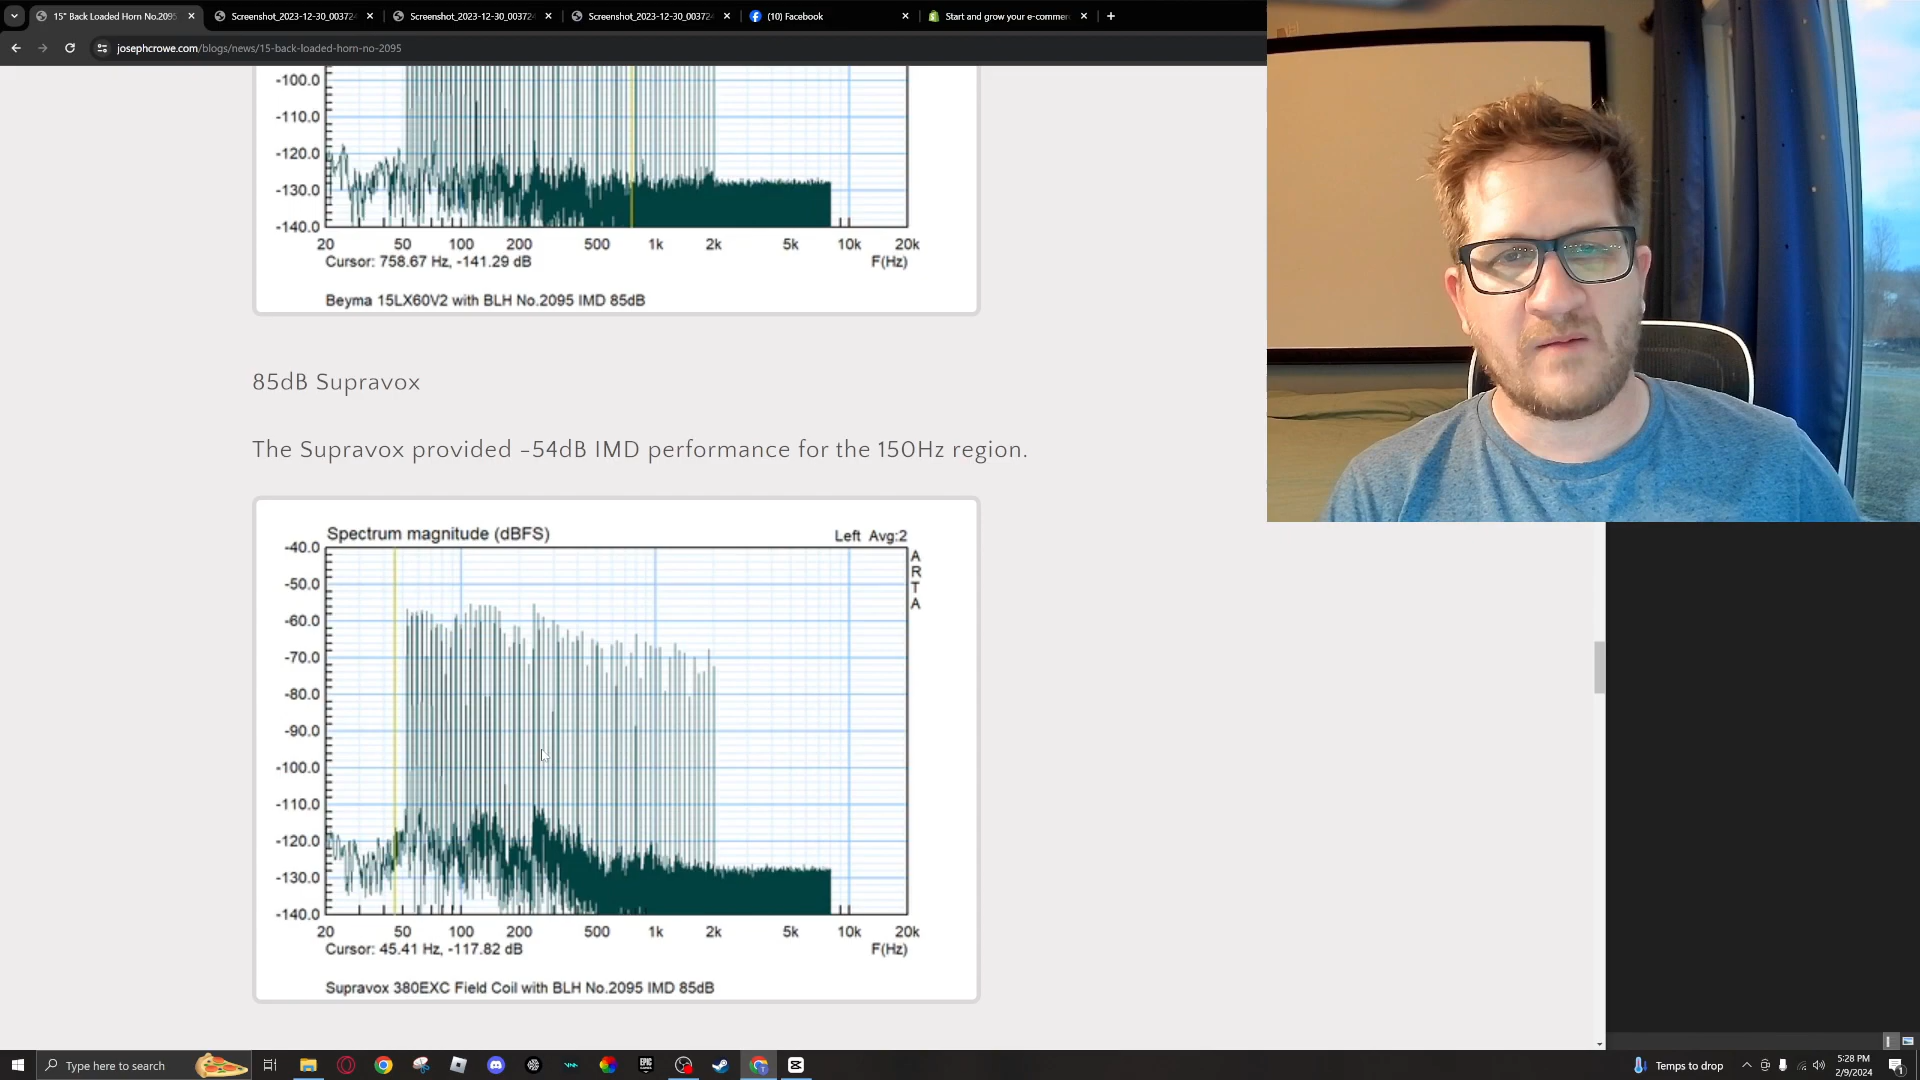 15" Back Loaded Horn No.2095
Screenshot_2023-12-30_003724
Screenshot_2023-12-30_003724
Screenshot_2023-12-30_003724
(10) Facebook
Start and grow your e-commer
josephcrowe.com/blogs/news/15-back-loaded-horn-no-2095
-100.0
-110.0
-120.0
-130.0
-140.0
20 50 100 200 500 1k 2k 5k 10k 20k
Cursor: 758.67 Hz, -141.29 dB F(Hz)
Beyma 15LX60V2 with BLH No.2095 IMD 85dB
85dB Supravox
The Supravox provided -54dB IMD performance for the 150Hz region.
Spectrum magnitude (dBFS) Left Avg:2
-40.0
-50.0
-60.0
-70.0
-80.0
-90.0
-100.0
-110.0
-120.0
-130.0
-140.0
A
R
T
A
20 50 100 200 500 1k 2k 5k 10k 20k
Cursor: 45.41 Hz, -117.82 dB F(Hz)
Supravox 380EXC Field Coil with BLH No.2095 IMD 85dB
Type here to search
Temps to drop
5:28 PM
2/9/2024